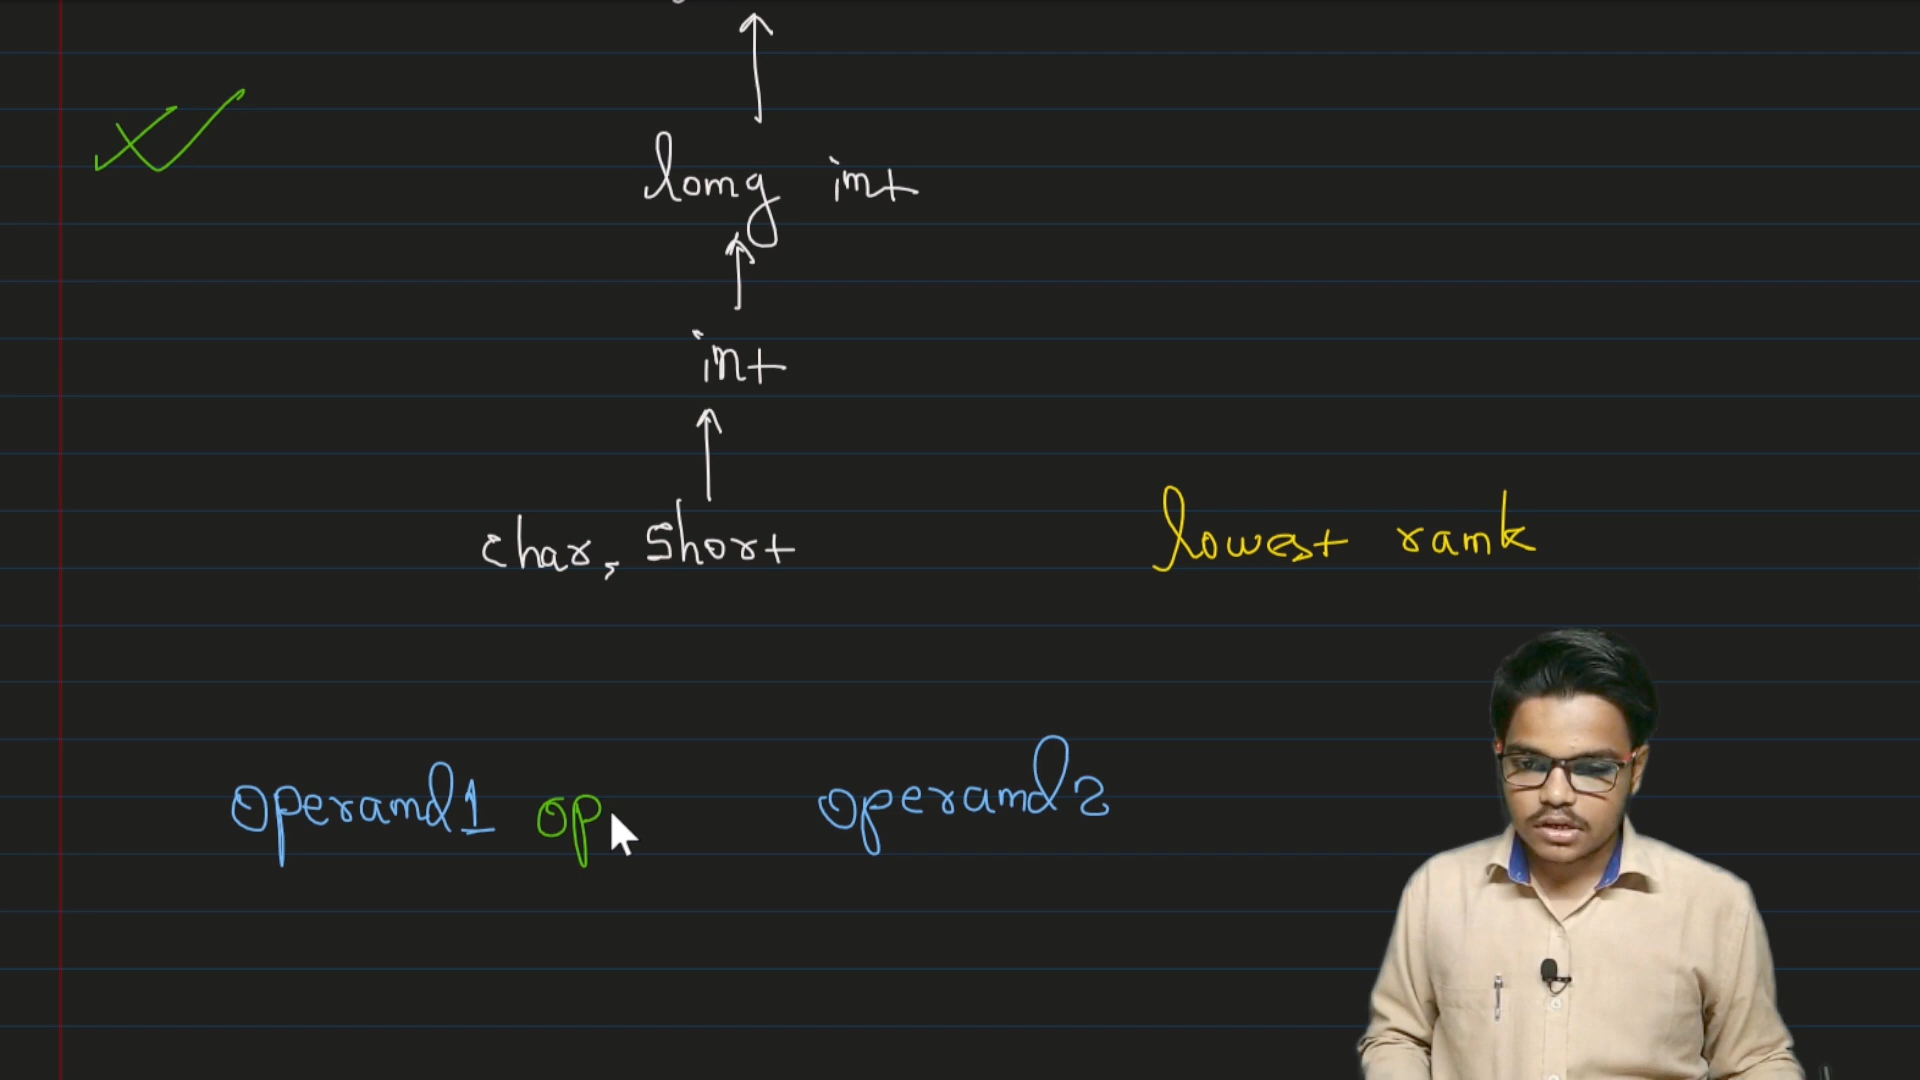 long int
int
char, short lowest rank
operand1 op operand2